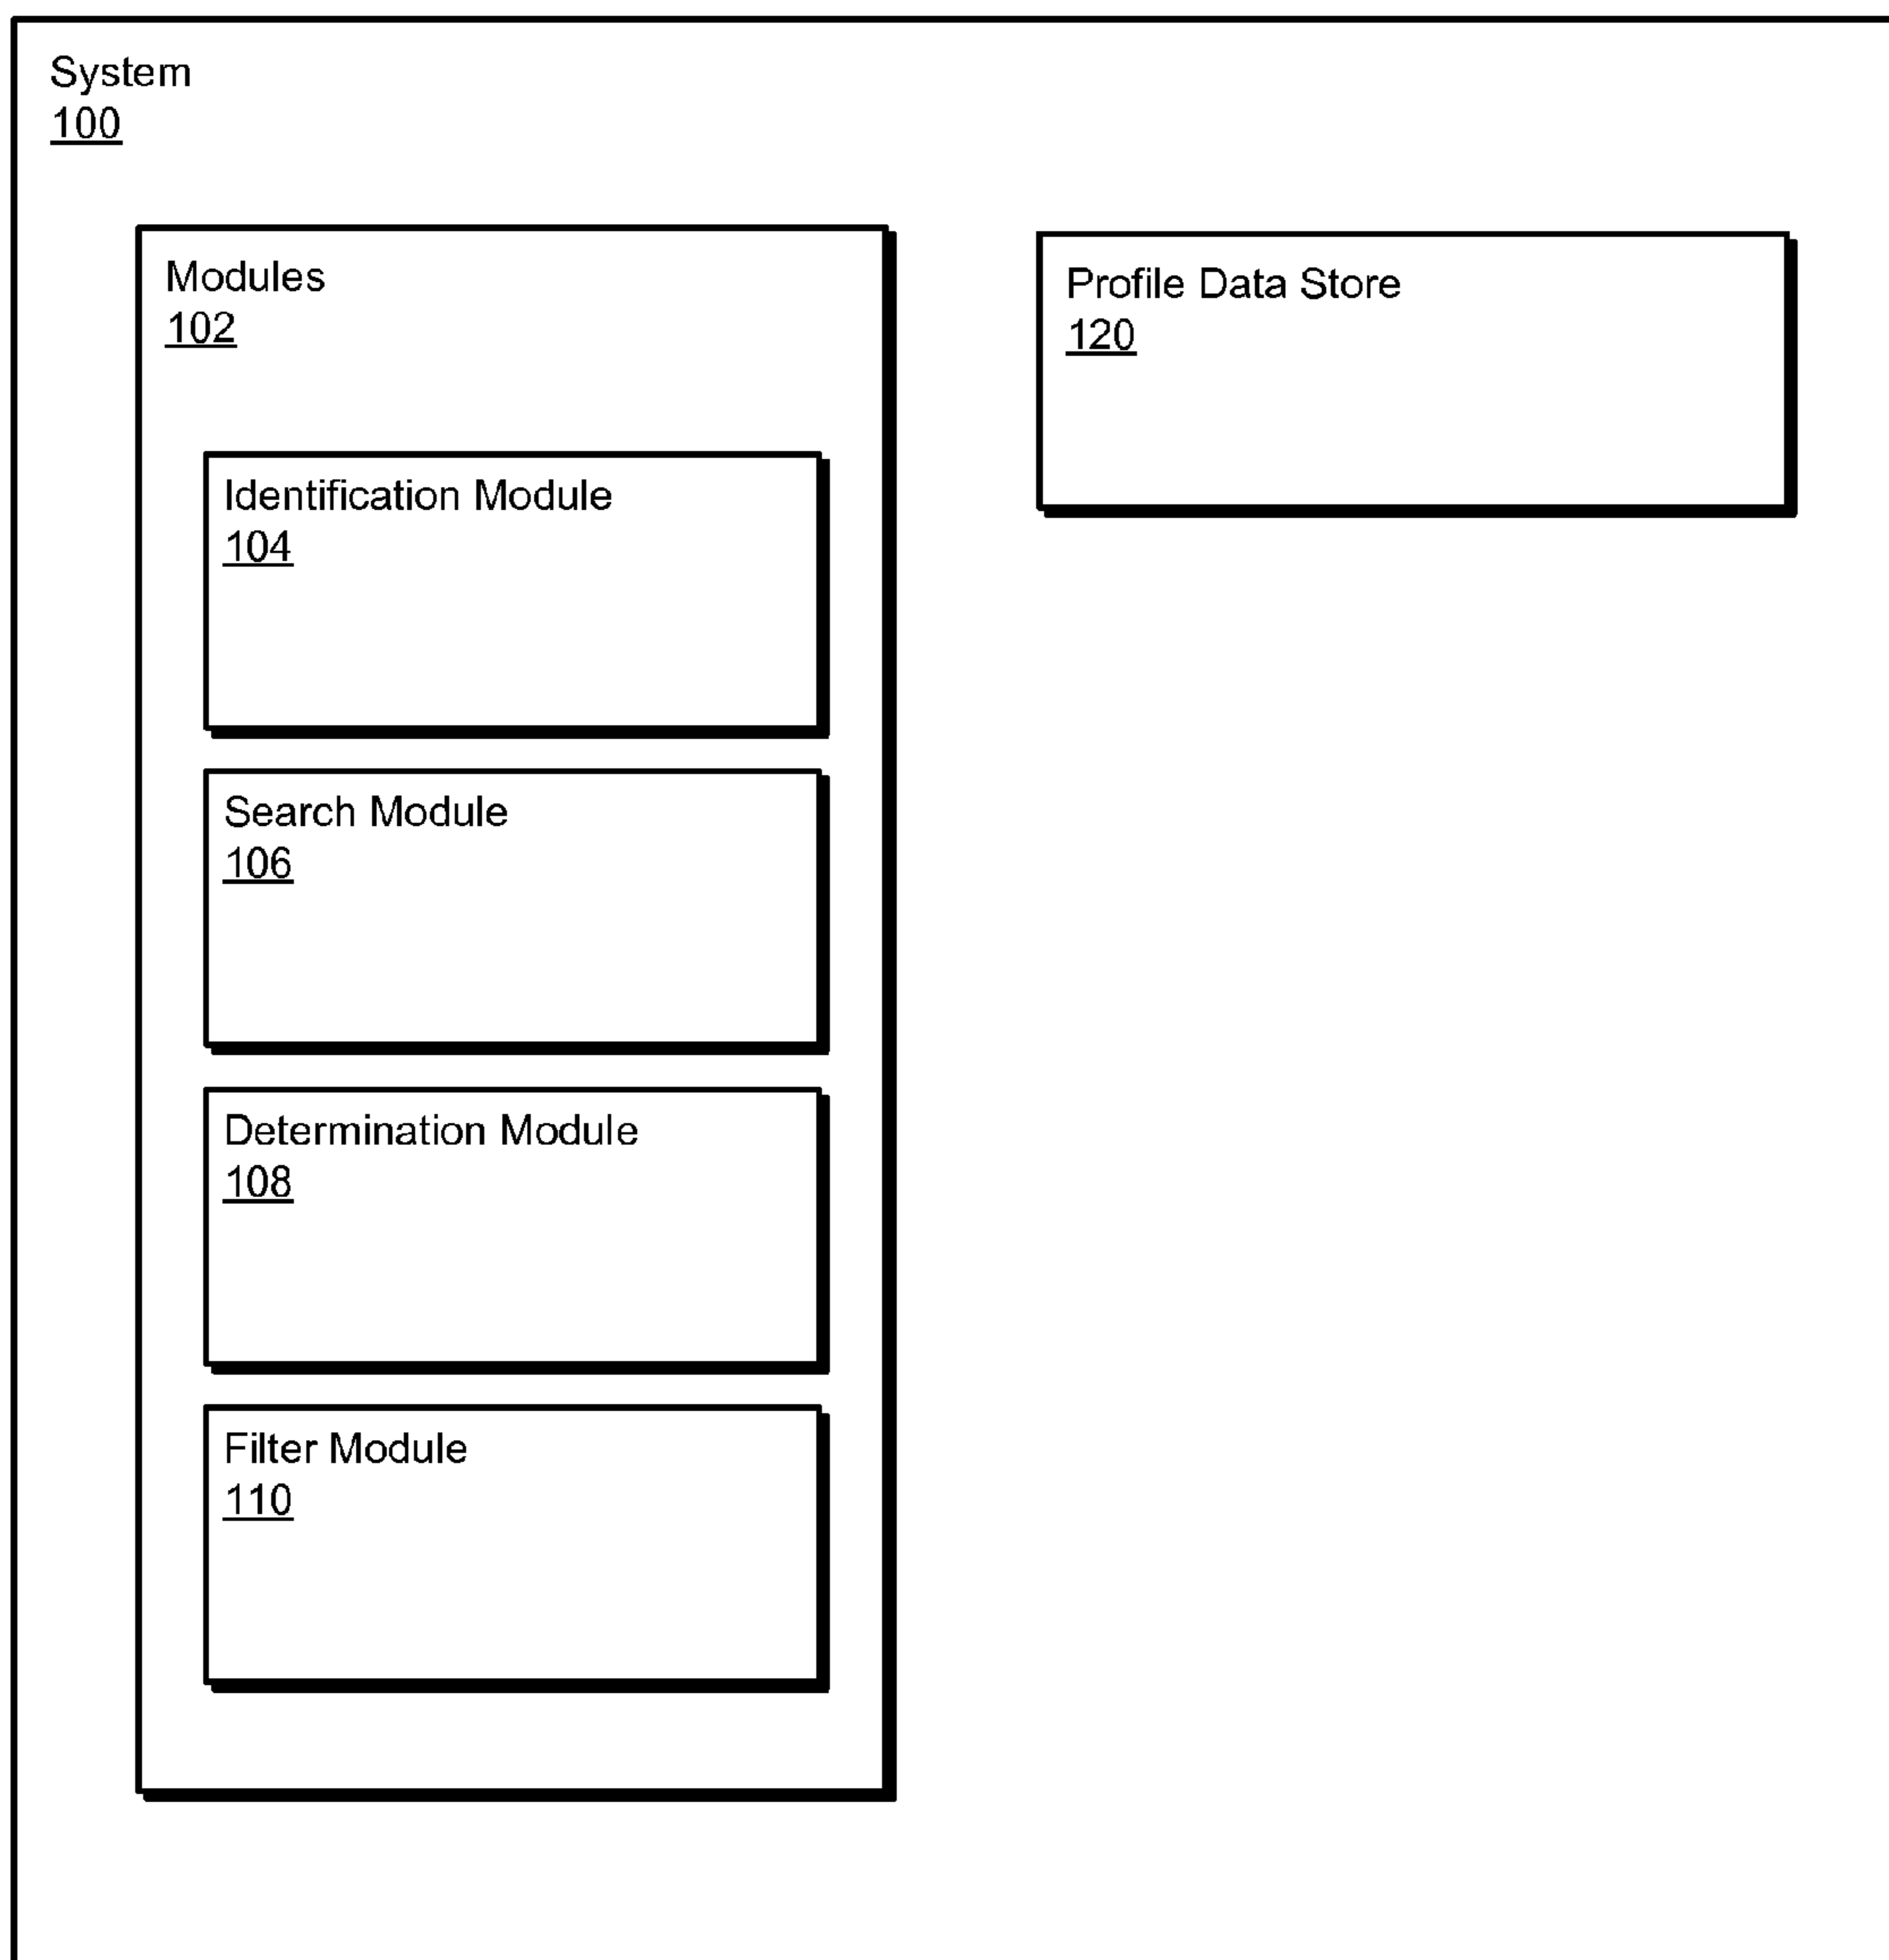 System
100
Modules
102
Identification Module
104
Search Module
106
Determination Module
108
Filter Module
110
Profile Data Store
120